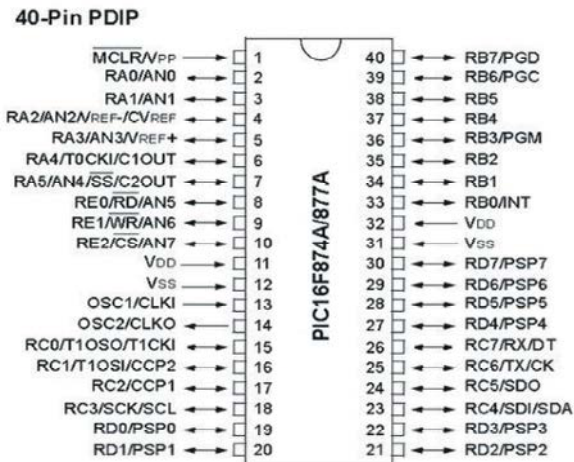 40-Pin PDIP
MCLR/VPP 1 40 RB7/PGD
RA0/AN0 2 39 RB6/PGC
RA1/AN1 3 38 RB5
RA2/AN2/VREF-/CVREF 4 37 RB4
RA3/AN3/VREF+ 5 36 RB3/PGM
RA4/T0CKI/C1OUT 6 35 RB2
RA5/AN4/SS/C2OUT 7 34 RB1
RE0/RD/AN5 8 33 RB0/INT
RE1/WR/AN6 9 32 VDD
RE2/CS/AN7 10 31 VSS
VDD 11 30 RD7/PSP7
VSS 12 29 RD6/PSP6
OSC1/CLKI 13 28 RD5/PSP5
OSC2/CLKO 14 27 RD4/PSP4
RC0/T1OSO/T1CKI 15 26 RC7/RX/DT
RC1/T1OSI/CCP2 16 25 RC6/TX/CK
RC2/CCP1 17 24 RC5/SDO
RC3/SCK/SCL 18 23 RC4/SDI/SDA
RD0/PSP0 19 22 RD3/PSP3
RD1/PSP1 20 21 RD2/PSP2
PIC16F874A/877A